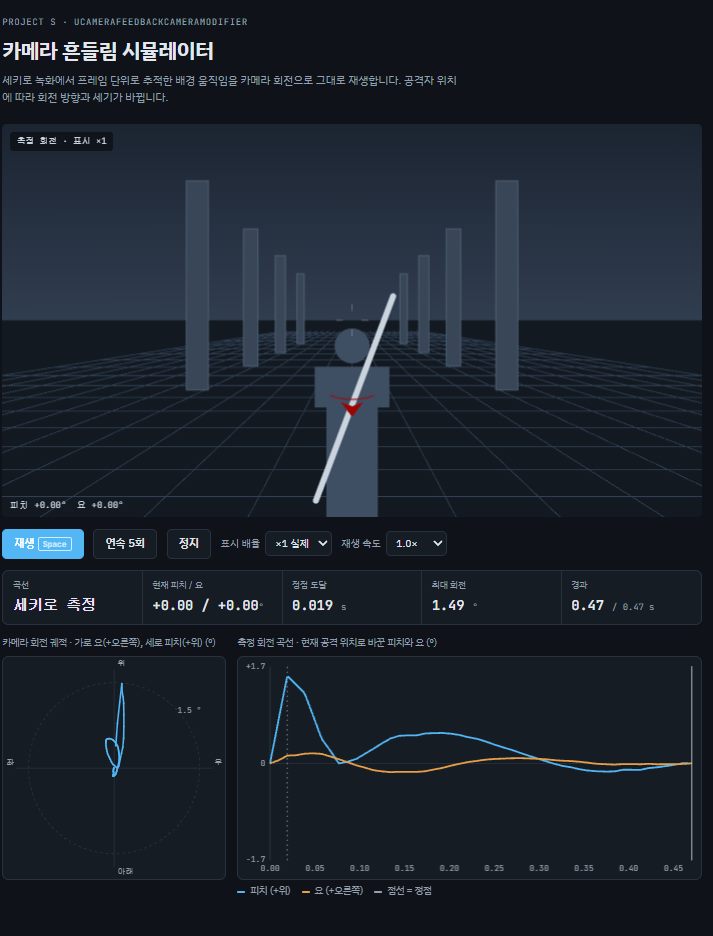 PROJECT S · UCAMERAFEEDBACKCAMERAMODIFIER
카메라 흔들림 시뮬레이터
세키로 녹화에서 프레임 단위로 추적한 배경 움직임을 카메라 회전으로 그대로 재생합니다. 공격자 위치
에 따라 회전 방향과 세기가 바뀝니다.
측정 회전 · 표시 ×1
피치 +0.00° 요 +0.00°
재생 Space 연속 5회 정지 표시 배율 ×1 실제 재생 속도 1.0×
곡선 현재 피치 / 요 정점 도달 최대 회전 경과
세키로 측정 +0.00 / +0.00° 0.019 s 1.49 ° 0.47 / 0.47 s
카메라 회전 궤적 · 가로 요(+오른쪽), 세로 피치(+위) (º)
위
1.5 °
좌
우
아래
측정 회전 곡선 · 현재 공격 위치로 바꾼 피치와 요 (º)
+1.7
0
-1.7
0.00 0.05 0.10 0.15 0.20 0.25 0.30 0.35 0.40 0.45
피치 (+위) 요 (+오른쪽) 점선 = 정점